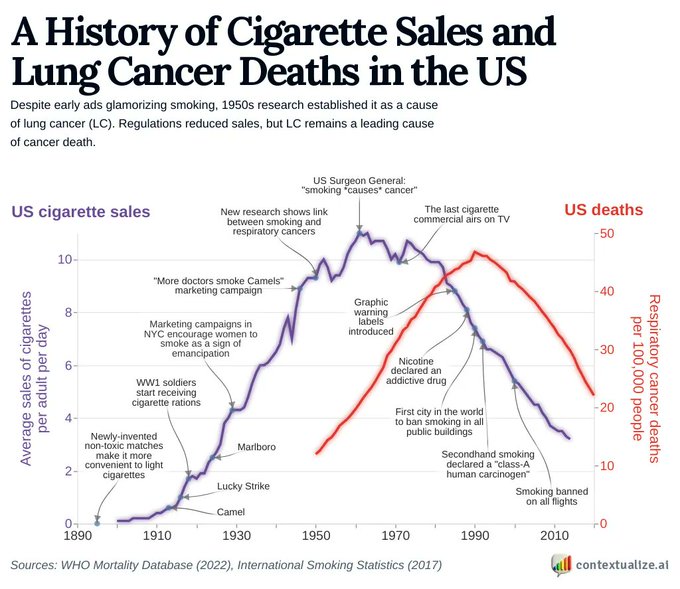 A History of Cigarette Sales and
Lung Cancer Deaths in the US
Despite early ads glamorizing smoking, 1950s research established it as a cause
of lung cancer (LC). Regulations reduced sales, but LC remains a leading cause
of cancer death.
US Surgeon General:
"smoking *causes* cancer"
US cigarette sales
New research shows link
between smoking and
respiratory cancers
The last cigarette
commercial airs on TV
US deaths
"More doctors smoke Camels"
marketing campaign
Graphic
warning
labels
introduced
Marketing campaigns in
NYC encourage women to
smoke as a sign of
emancipation
Nicotine
declared an
addictive drug
WW1 soldiers
start receiving
cigarette rations
First city in the world
to ban smoking in all
public buildings
Newly-invented
non-toxic matches
make it more
convenient to light
cigarettes
Marlboro
Secondhand smoking
declared a "class-A
human carcinogen"
Lucky Strike
Smoking banned
on all flights
Camel
Average sales of cigarettes
per adult per day
10
8
6
4
2
0
Respiratory cancer deaths
per 100,000 people
50
40
30
20
10
0
1890
1910
1930
1950
1970
1990
2010
Sources: WHO Mortality Database (2022), International Smoking Statistics (2017)
contextualize.ai